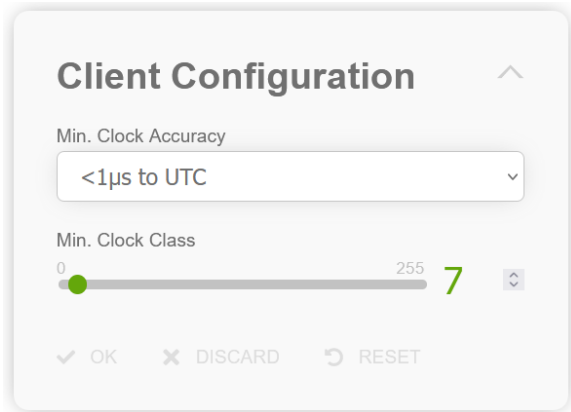 Client Configuration
Min. Clock Accuracy
<1µs to UTC
Min. Clock Class
0 255 7
OK DISCARD RESET